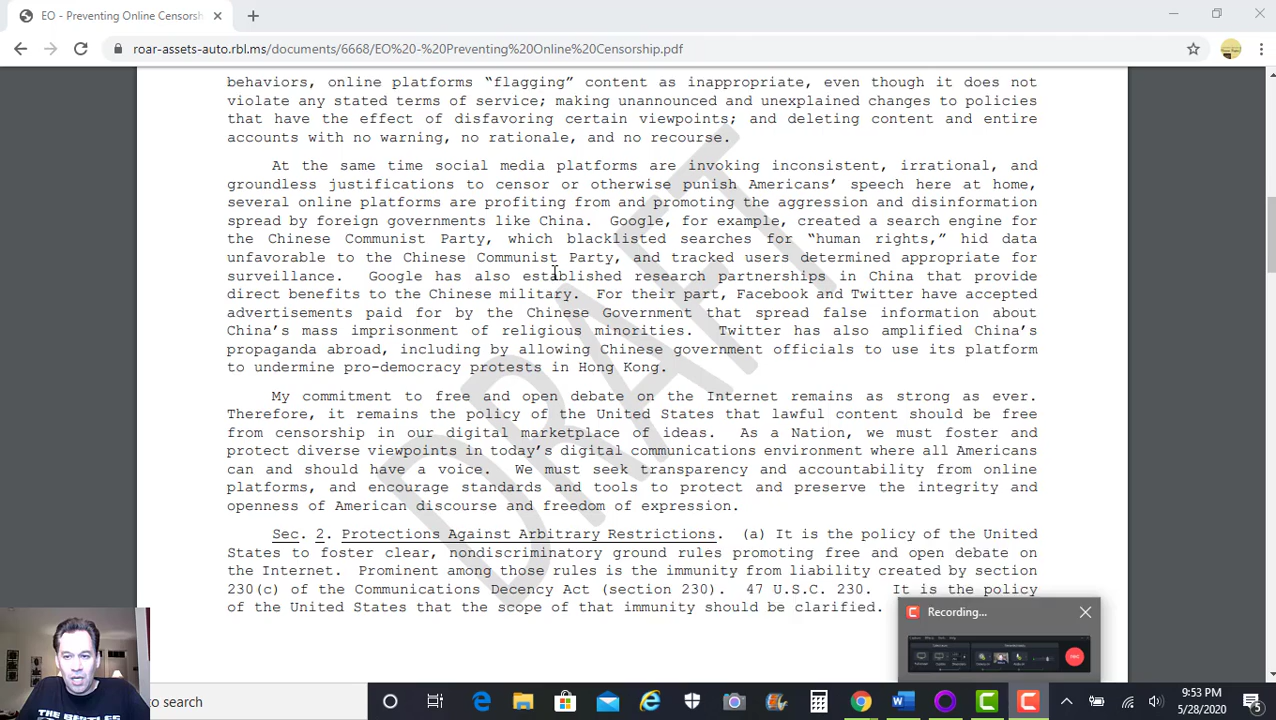 EO - Preventing Online Censorsh
roar-assets-auto.rbl.ms/documents/6668/EO%20-%20Preventing%20Online%20Censorship.pdf
behaviors, online platforms “flagging” content as inappropriate, even though it does not
violate any stated terms of service; making unannounced and unexplained changes to policies
that have the effect of disfavoring certain viewpoints; and deleting content and entire
accounts with no warning, no rationale, and no recourse.
At the same time social media platforms are invoking inconsistent, irrational, and
groundless justifications to censor or otherwise punish Americans’ speech here at home,
several online platforms are profiting from and promoting the aggression and disinformation
spread by foreign governments like China. Google, for example, created a search engine for
the Chinese Communist Party, which blacklisted searches for “human rights,” hid data
unfavorable to the Chinese Communist Party, and tracked users determined appropriate for
surveillance. Google has also established research partnerships in China that provide
direct benefits to the Chinese military. For their part, Facebook and Twitter have accepted
advertisements paid for by the Chinese Government that spread false information about
China’s mass imprisonment of religious minorities. Twitter has also amplified China’s
propaganda abroad, including by allowing Chinese government officials to use its platform
to undermine pro-democracy protests in Hong Kong.
My commitment to free and open debate on the Internet remains as strong as ever.
Therefore, it remains the policy of the United States that lawful content should be free
from censorship in our digital marketplace of ideas. As a Nation, we must foster and
protect diverse viewpoints in today’s digital communications environment where all Americans
can and should have a voice. We must seek transparency and accountability from online
platforms, and encourage standards and tools to protect and preserve the integrity and
openness of American discourse and freedom of expression.
Sec. 2. Protections Against Arbitrary Restrictions. (a) It is the policy of the United
States to foster clear, nondiscriminatory ground rules promoting free and open debate on
the Internet. Prominent among those rules is the immunity from liability created by section
230(c) of the Communications Decency Act (section 230). 47 U.S.C. 230. It is the policy
of the United States that the scope of that immunity should be clarified.
DRAFT
Recording...
rec
THE BEATLES
to search
9:53 PM
5/28/2020
5